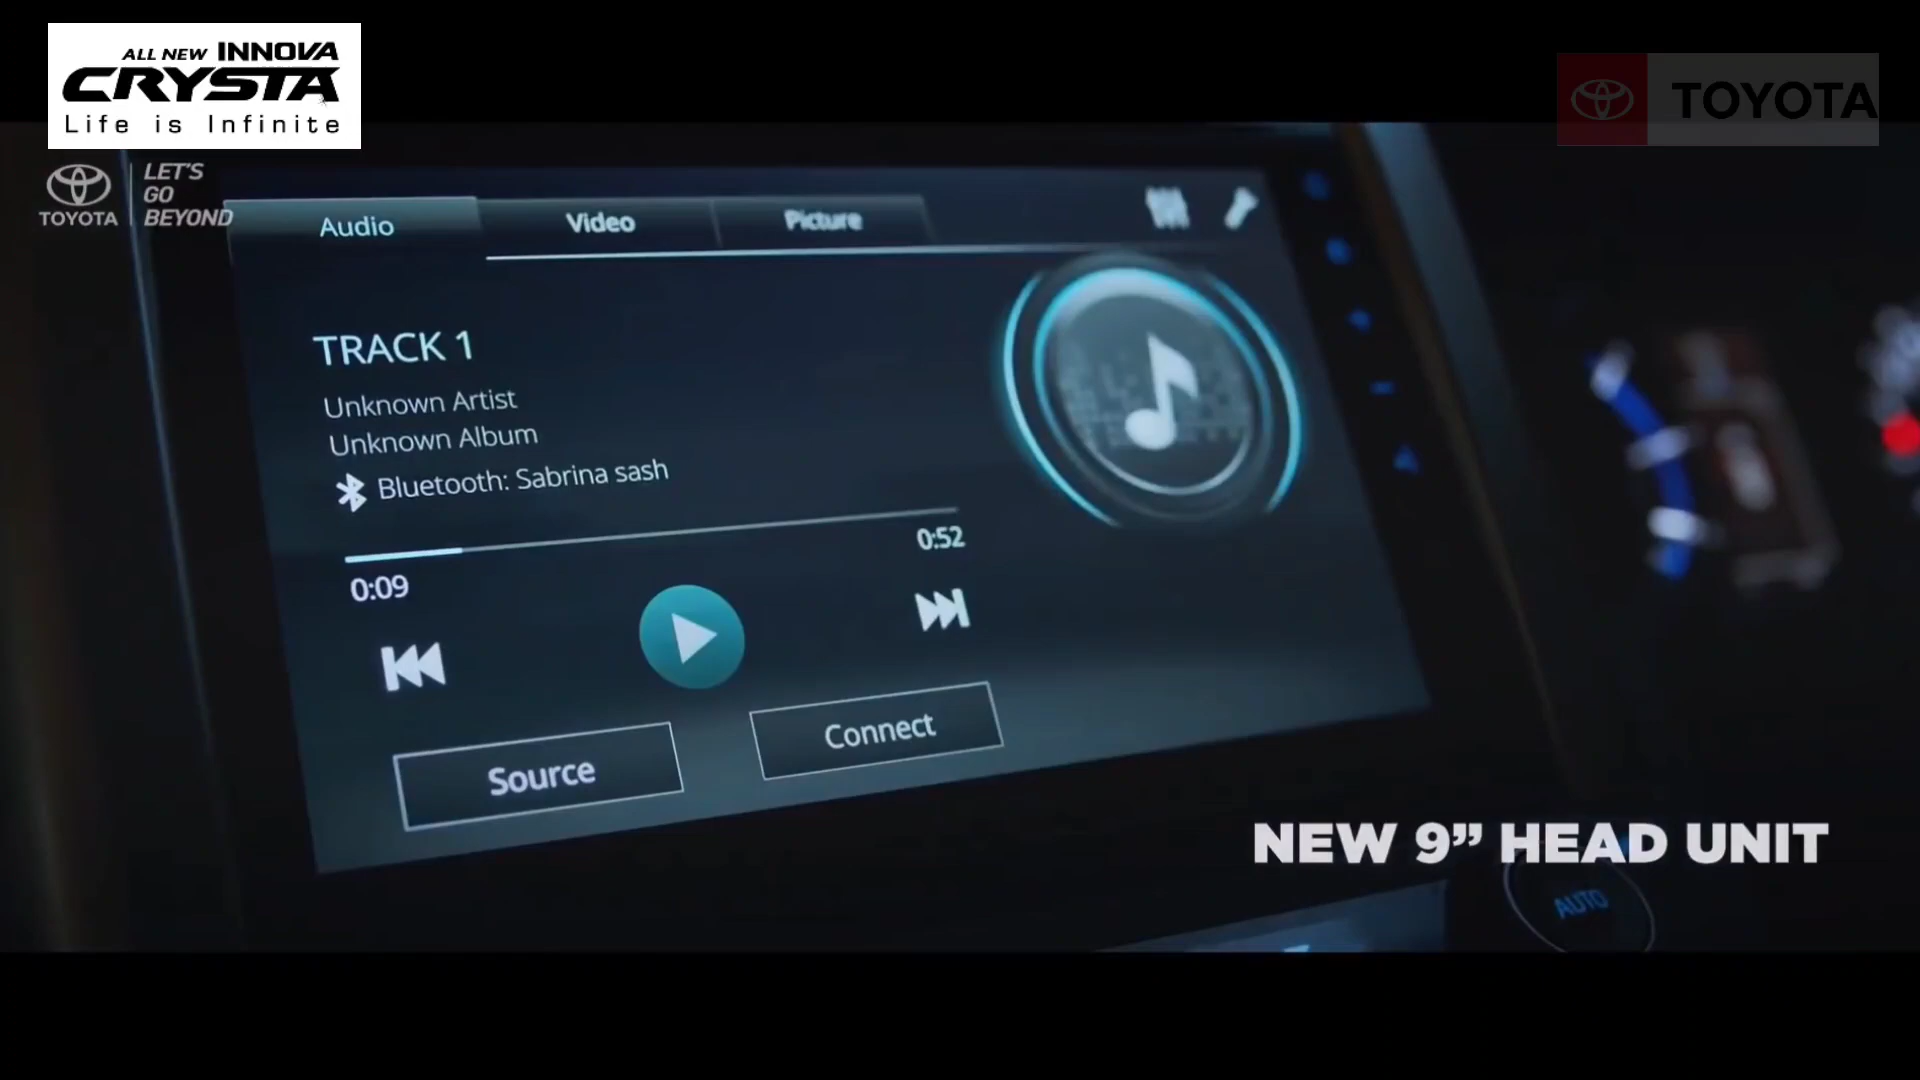 ALL NEW INNOVA
CRYSTA
Life is Infinite
TOYOTA
TOYOTA
LET'S
GO
BEYOND
Audio
Video
Picture
TRACK 1
Unknown Artist
Unknown Album
Bluetooth: Sabrina sash
0:09
0:52
Source
Connect
NEW 9” HEAD UNIT
AUTO